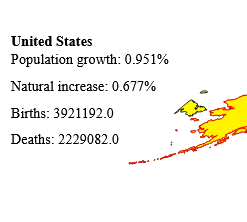 United States
Population growth: 0.951%
Natural increase: 0.677%
Births: 3921192.0
Deaths: 2229082.0